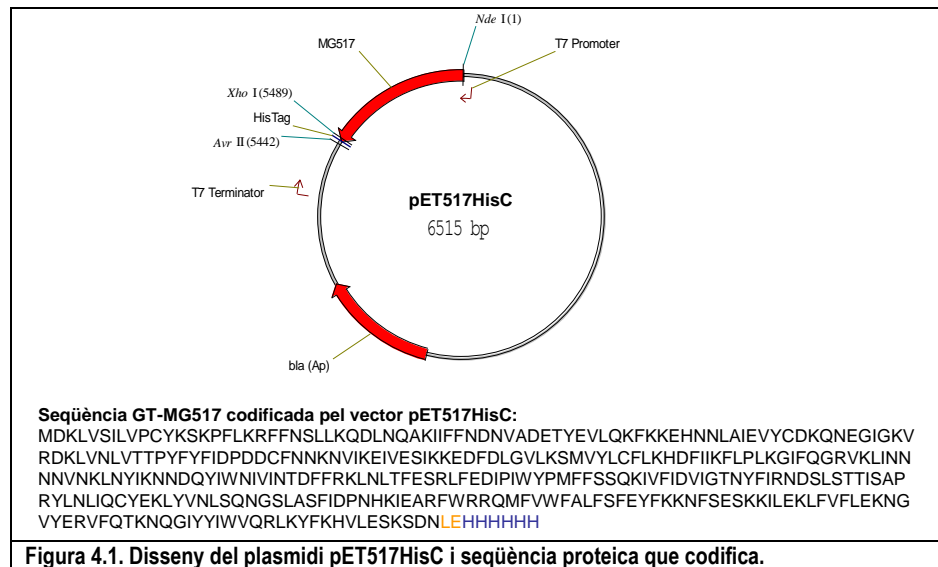 Nde I (1)
MG517
T7 Promoter
Xho I (5489)
HisTag
Avr II (5442)
T7 Terminator
pET517HisC
6515 bp
bla (Ap)
Seqüència GT-MG517 codificada pel vector pET517HisC:
MDKLVSILVPCYKSKPFLKRFFNSLLKQDLNQAKIIFFNDNVADETYEVLQKFKKEHNNLAIEVYCDKQNEGIGKV
RDKLVNLVTTPYFYFIDPDDCFNNKNVIKEIVESIKKEDFDLGVLKSMVYLCFLKHDFIIKFLPLKGIFQGRVKLINN
NNVNKLNYIKNNDQYIWNIVINTDFFRKLNLTFESRLFEDIPIWYPMFFSSQKIVFIDVIGTNYFIRNDSLSTTISAP
RYLNLIQCYEKLYVNLSQNGSLASFIDPNHKIEARFWRRQMFVWFALFSFEYFKKNFSESKKILEKLFVFLEKNG
VYERVFQTKNQGIYYIWVQRLKYFKHVLESKSDNLEHHHHHH
Figura 4.1. Disseny del plasmidi pET517HisC i seqüència proteica que codifica.